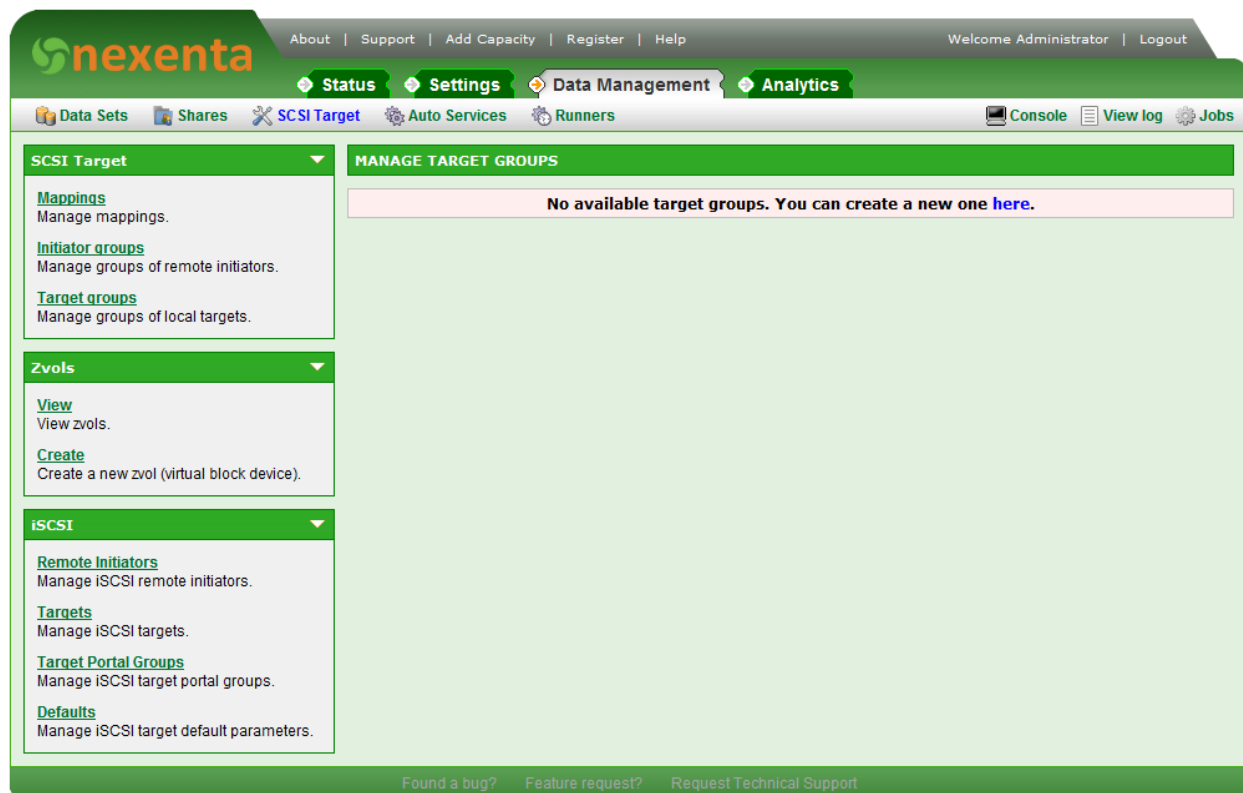 nexenta
About | Support | Add Capacity | Register | Help
Welcome Administrator | Logout
Status Settings Data Management Analytics
Data Sets Shares SCSI Target Auto Services Runners
Console View log Jobs
SCSI Target
Mappings
Manage mappings.
Initiator groups
Manage groups of remote initiators.
Target groups
Manage groups of local targets.
Zvols
View
View zvols.
Create
Create a new zvol (virtual block device).
iSCSI
Remote Initiators
Manage iSCSI remote initiators.
Targets
Manage iSCSI targets.
Target Portal Groups
Manage iSCSI target portal groups.
Defaults
Manage iSCSI target default parameters.
MANAGE TARGET GROUPS
No available target groups. You can create a new one here.
Found a bug? Feature request? Request Technical Support